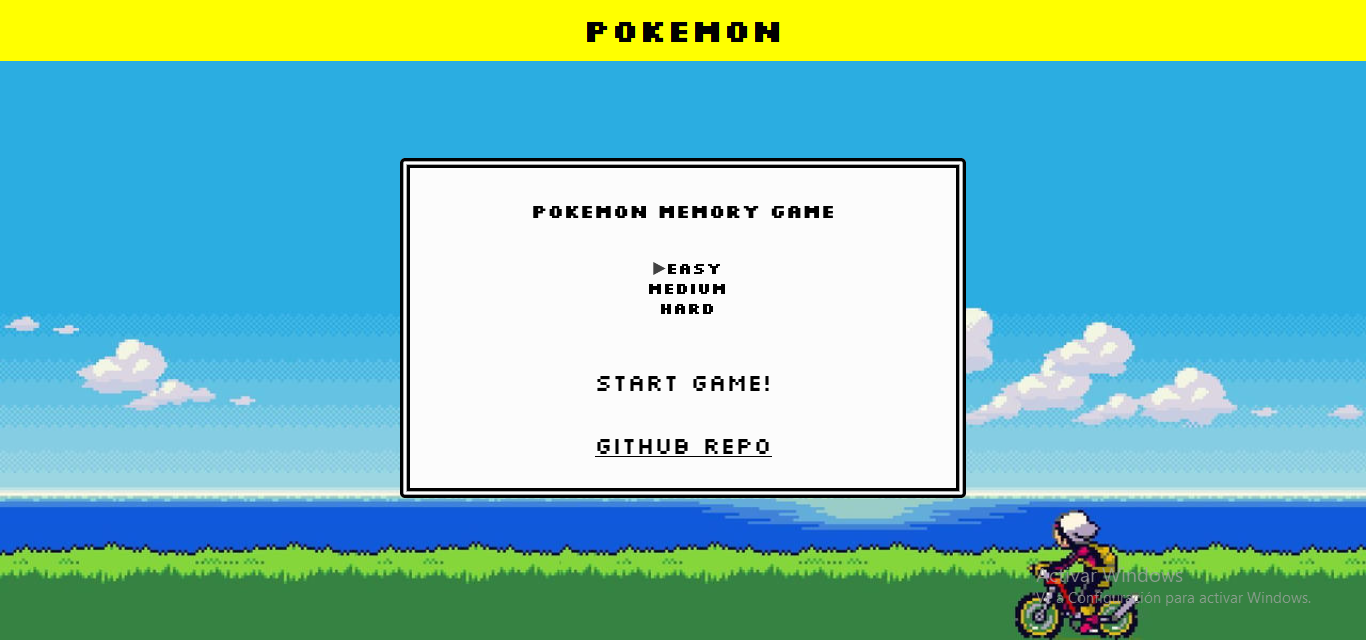 POKEMON
POKEMON MEMORY GAME
▶EASY
MEDIUM
HARD
START GAME!
GITHUB REPO
Activar Windows
Ve a Configuración para activar Windows.